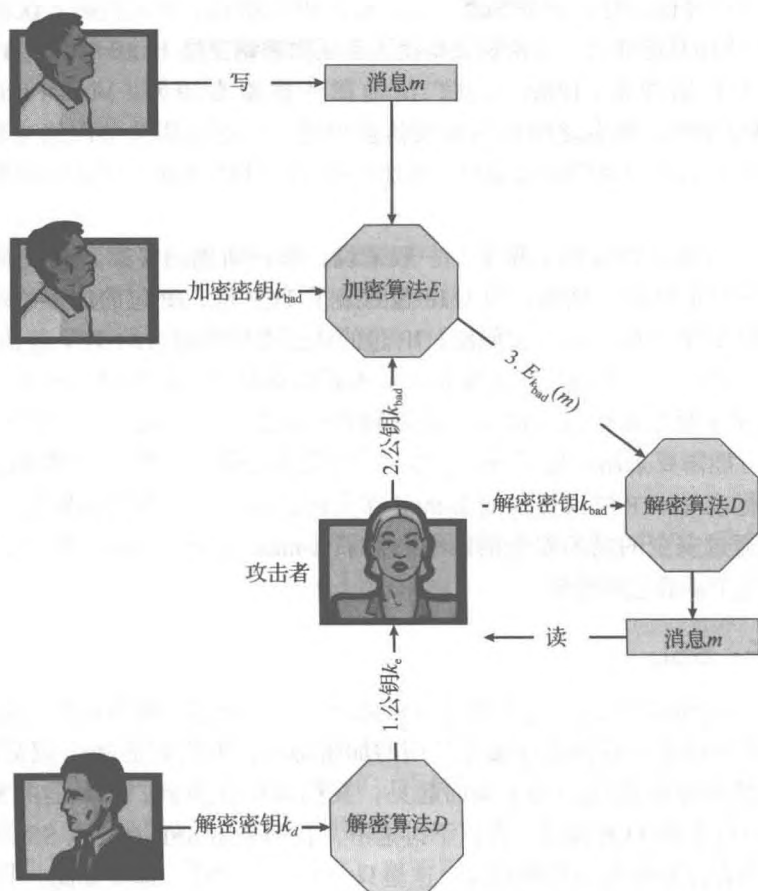 写
消息m
加密密钥k_bad
加密算法E
3. E_{k_bad}(m)
2.公钥k_bad
解密密钥k_bad
解密算法D
攻击者
读
消息m
1.公钥k_e
解密密钥k_d
解密算法D